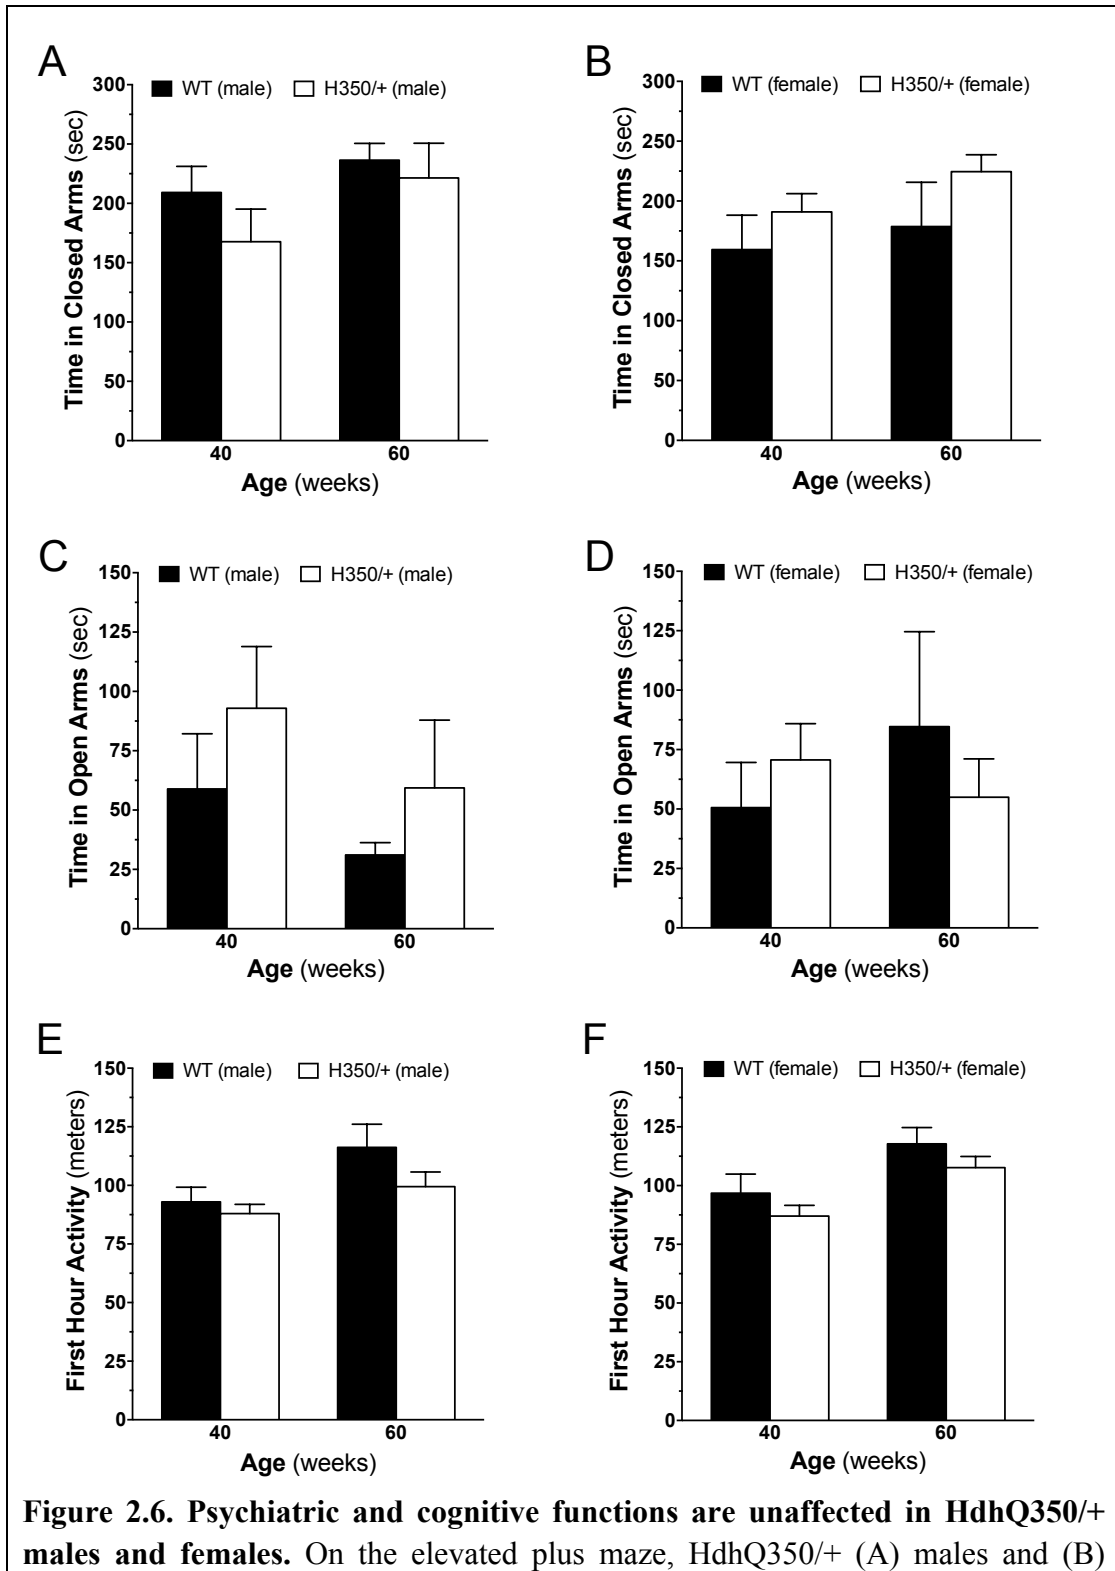 A
WT (male) H350/+ (male)
300
250
200
150
100
50
0
Time in Closed Arms (sec)
40 60
Age (weeks)
B
WT (female) H350/+ (female)
300
250
200
150
100
50
0
Time in Closed Arms (sec)
40 60
Age (weeks)
C
WT (male) H350/+ (male)
150
125
100
75
50
25
0
Time in Open Arms (sec)
40 60
Age (weeks)
D
WT (female) H350/+ (female)
150
125
100
75
50
25
0
Time in Open Arms (sec)
40 60
Age (weeks)
E
WT (male) H350/+ (male)
150
125
100
75
50
25
0
First Hour Activity (meters)
40 60
Age (weeks)
F
WT (female) H350/+ (female)
150
125
100
75
50
25
0
First Hour Activity (meters)
40 60
Age (weeks)
Figure 2.6. Psychiatric and cognitive functions are unaffected in HdhQ350/+
males and females. On the elevated plus maze, HdhQ350/+ (A) males and (B)